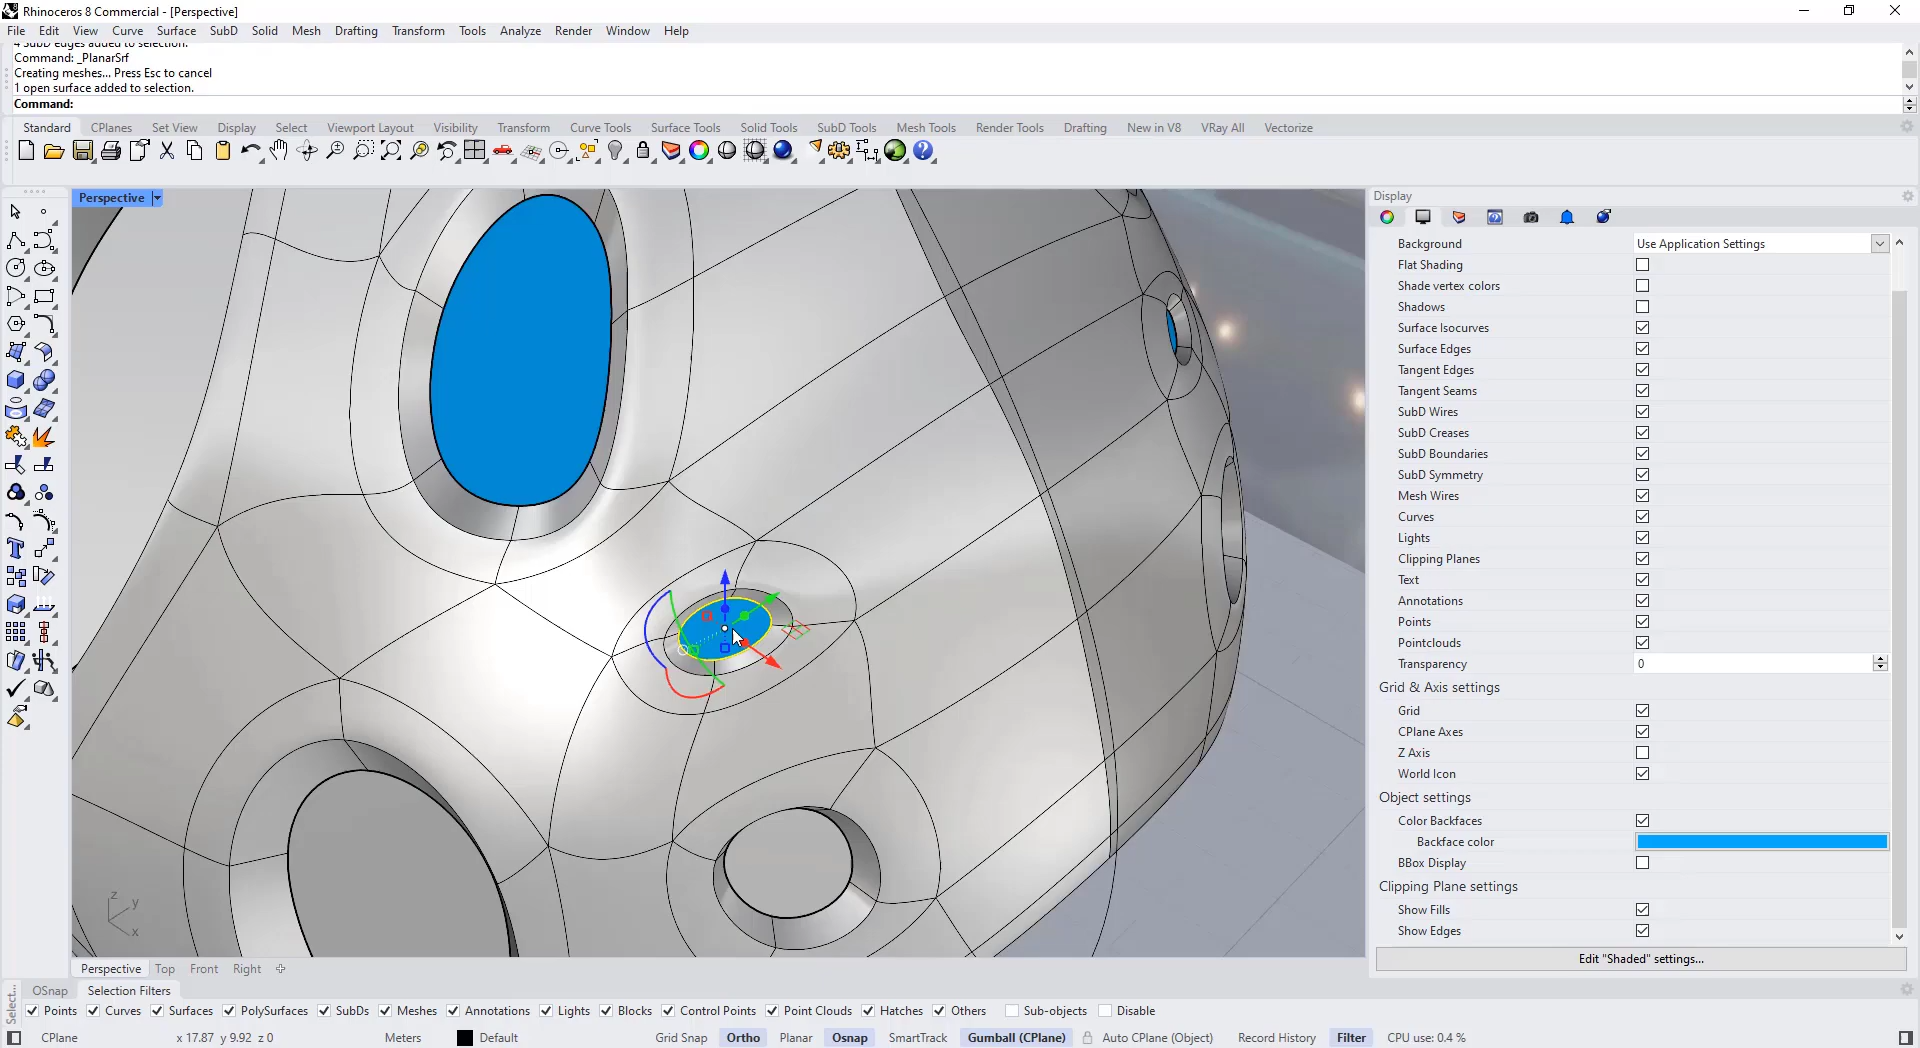 Rhinoceros 8 Commercial - [Perspective]
File Edit View Curve Surface SubD Solid Mesh Drafting Transform Tools Analyze Render Window Help
4 SubD edges added to selection.
Command: _PlanarSrf
Creating meshes... Press Esc to cancel
1 open surface added to selection.
Command:
Standard CPlanes Set View Display Select Viewport Layout Visibility Transform Curve Tools Surface Tools Solid Tools SubD Tools Mesh Tools Render Tools Drafting New in V8 VRay All Vectorize
Perspective
Display
Background Use Application Settings
Flat Shading
Shade vertex colors
Shadows
Surface Isocurves
Surface Edges
Tangent Edges
Tangent Seams
SubD Wires
SubD Creases
SubD Boundaries
SubD Symmetry
Mesh Wires
Curves
Lights
Clipping Planes
Text
Annotations
Points
Pointclouds
Transparency 0
Grid & Axis settings
Grid
CPlane Axes
Z Axis
World Icon
Object settings
Color Backfaces
Backface color
BBox Display
Clipping Plane settings
Show Fills
Show Edges
Edit "Shaded" settings...
z
y
x
Perspective Top Front Right
OSnap Selection Filters
Select...
Points Curves Surfaces PolySurfaces SubDs Meshes Annotations Lights Blocks Control Points Point Clouds Hatches Others Sub-objects Disable
CPlane x 17.87 y 9.92 z 0 Meters Default Grid Snap Ortho Planar Osnap SmartTrack Gumball (CPlane) Auto CPlane (Object) Record History Filter CPU use: 0.4 %